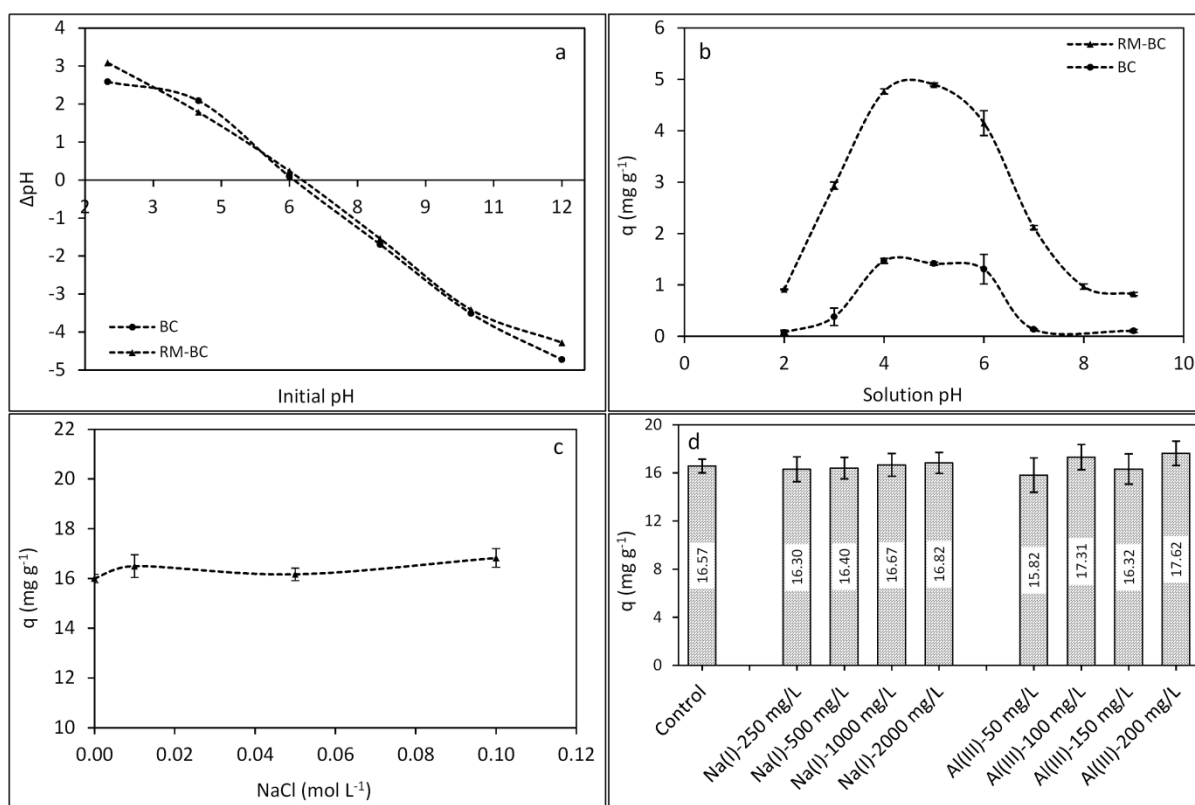 a
4
3
2
1
0
-1
-2
-3
-4
-5
ΔpH
2 3 6 8 9 11 12
BC
RM-BC
Initial pH
b
RM-BC
BC
6
5
4
3
2
1
0
q (mg g⁻¹)
0 2 4 6 8 10
Solution pH
c
22
20
18
16
14
12
10
q (mg g⁻¹)
0.00 0.02 0.04 0.06 0.08 0.10 0.12
NaCl (mol L⁻¹)
d
20
16
12
8
4
0
q (mg g⁻¹)
16.57 16.30 16.40 16.67 16.82 15.82 17.31 16.32 17.62
Control
Na(I)-250 mg/L
Na(I)-500 mg/L
Na(I)-1000 mg/L
Na(I)-2000 mg/L
Al(III)-50 mg/L
Al(III)-100 mg/L
Al(III)-150 mg/L
Al(III)-200 mg/L